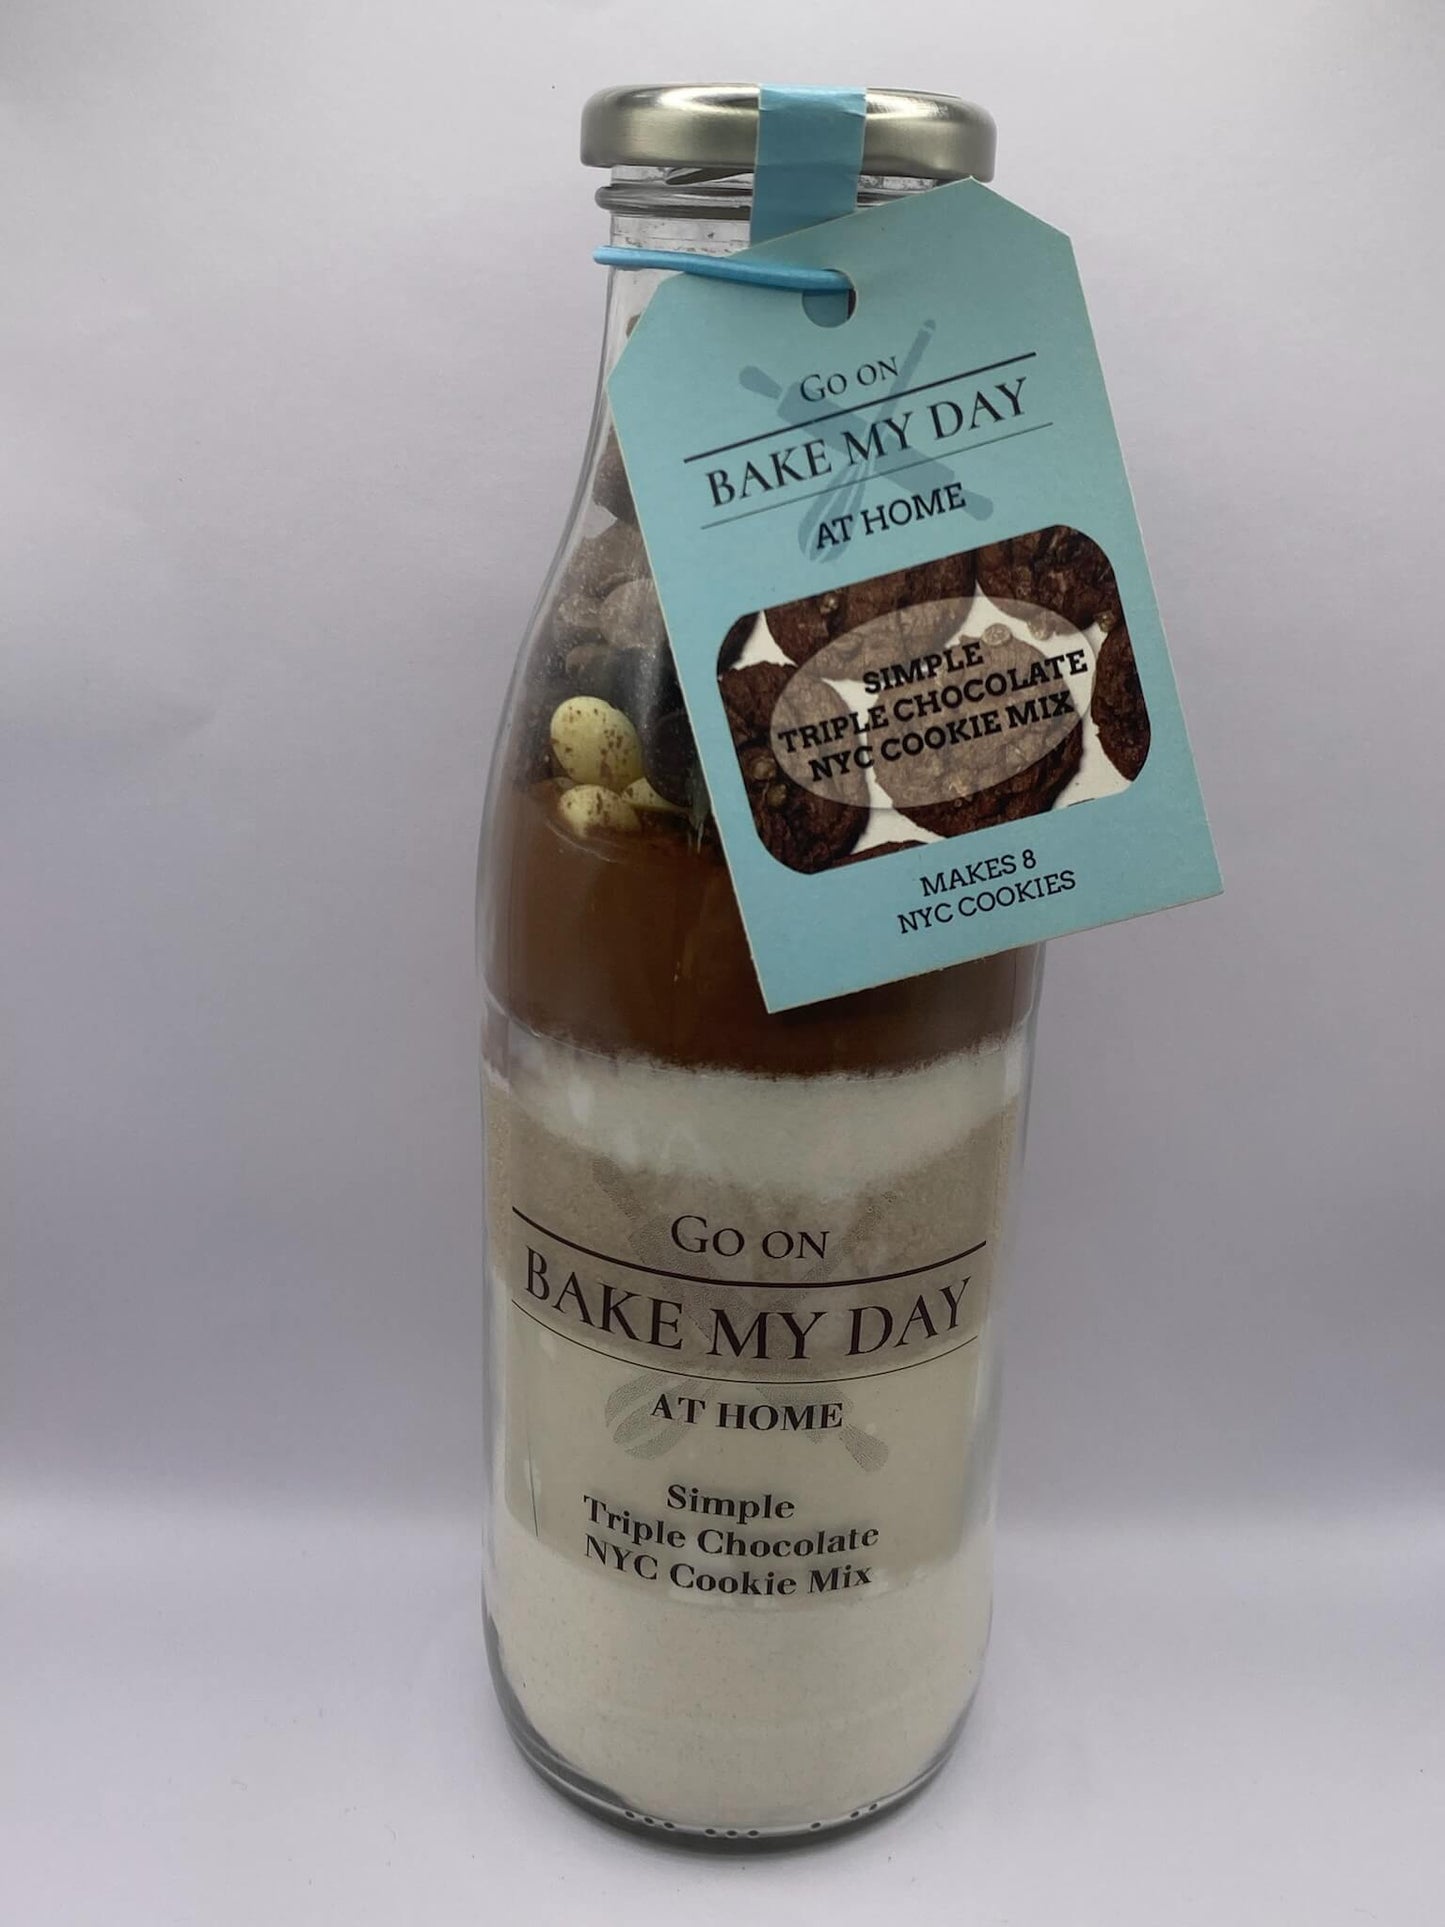 GO ON
BAKE MY DAY
AT HOME
SIMPLE
TRIPLE CHOCOLATE
NYC COOKIE MIX
MAKES 8
NYC COOKIES
GO ON
BAKE MY DAY
AT HOME
Simple
Triple Chocolate
NYC Cookie Mix